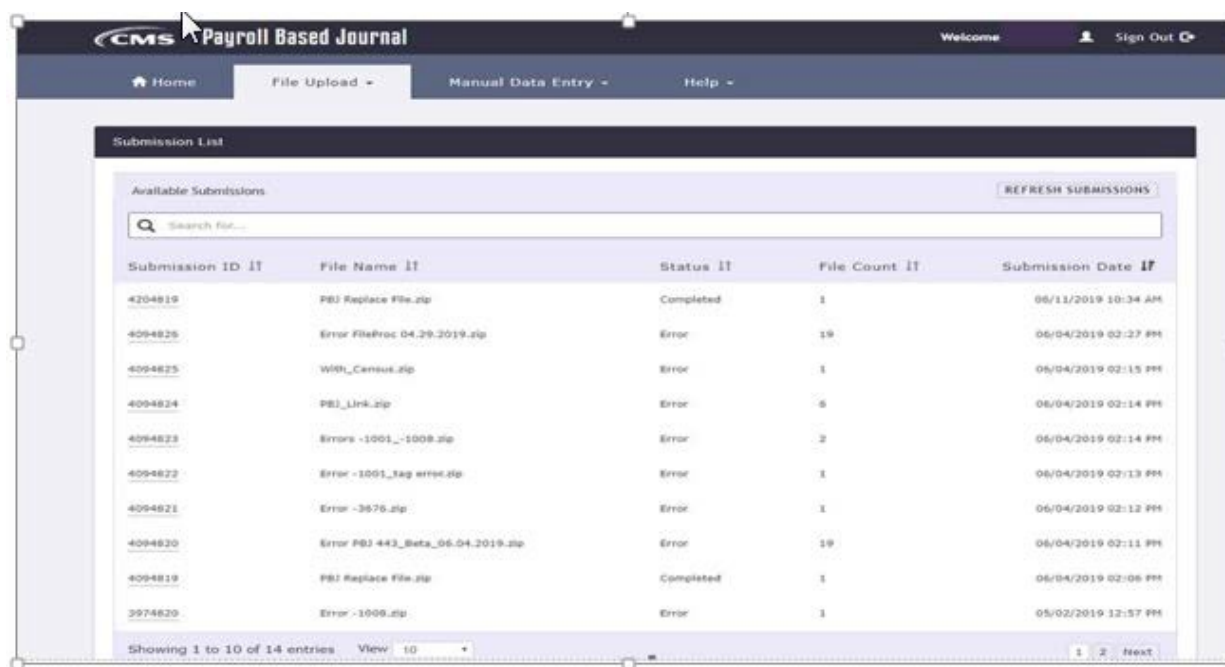 CMS Payroll Based Journal Welcome Sign Out
Home File Upload Manual Data Entry Help
Submission List
Available Submissions REFRESH SUBMISSIONS
Search for...
Submission ID File Name Status File Count Submission Date
4204819 PBJ Replace File.zip Completed 1 06/11/2019 10:34 AM
4094826 Error FileProc 04.29.2019.zip Error 19 06/04/2019 02:27 PM
4094825 With_Census.zip Error 1 06/04/2019 02:15 PM
4094824 PBJ_Link.zip Error 6 06/04/2019 02:14 PM
4094823 Errors -1001_-1008.zip Error 2 06/04/2019 02:14 PM
4094822 Error -1001_tag error.zip Error 1 06/04/2019 02:13 PM
4094821 Error -3676.zip Error 1 06/04/2019 02:12 PM
4094820 Error PBJ 443_Beta_06.04.2019.zip Error 19 06/04/2019 02:11 PM
4094819 PBJ Replace File.zip Completed 1 06/04/2019 02:06 PM
3974820 Error -1008.zip Error 1 05/02/2019 12:57 PM
Showing 1 to 10 of 14 entries View 10 1 2 Next